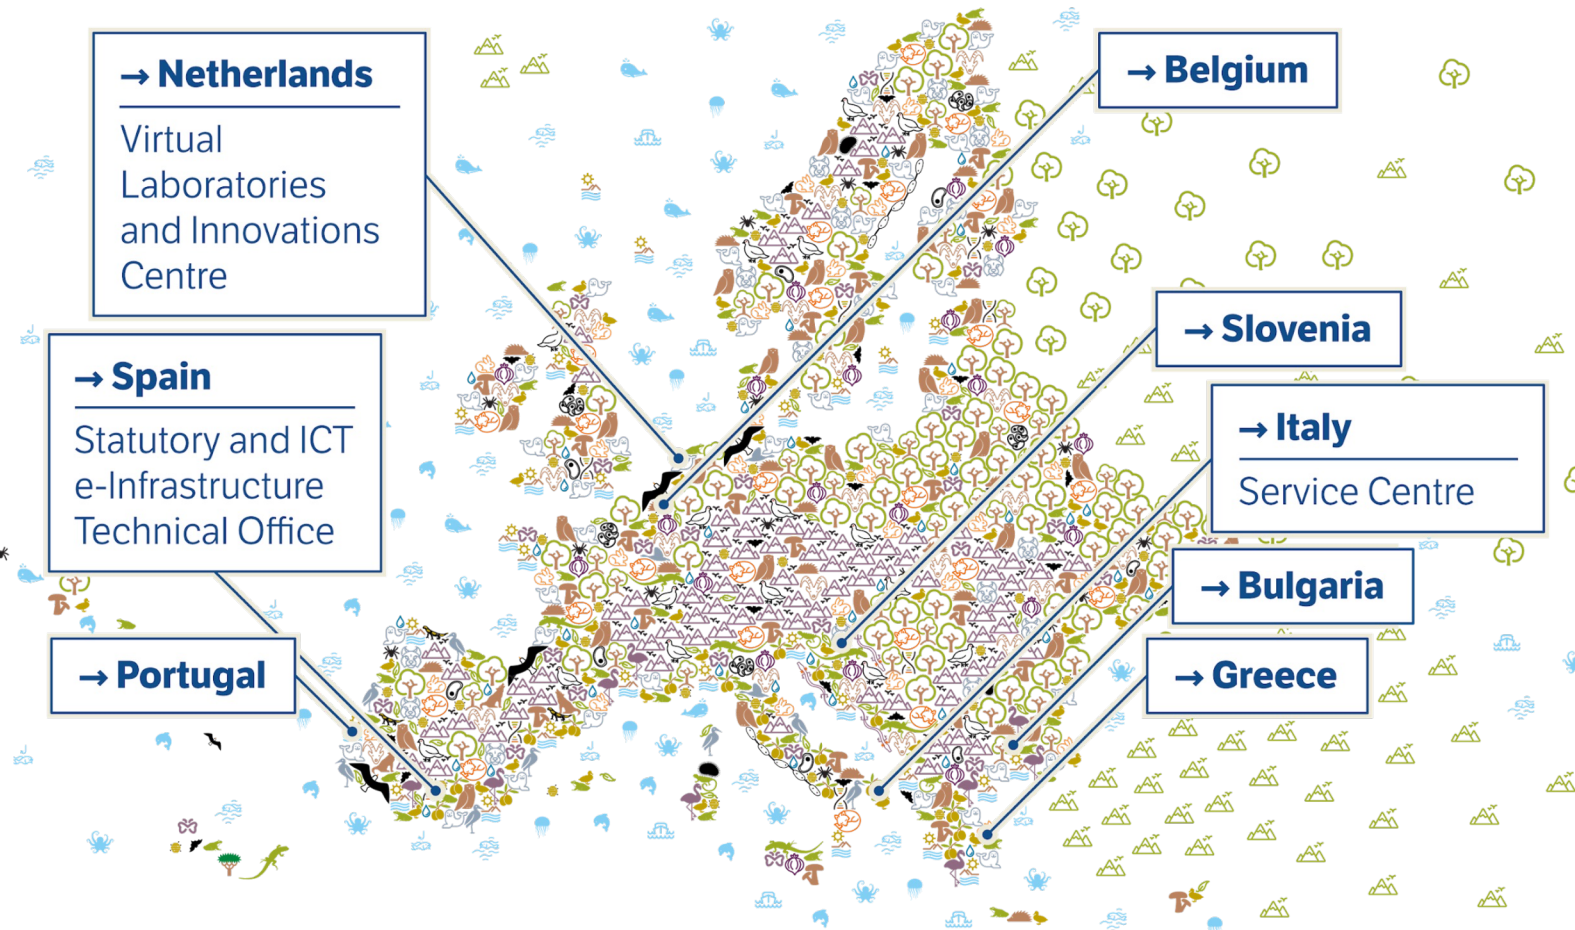 → Netherlands
Virtual
Laboratories
and Innovations
Centre
→ Spain
Statutory and ICT
e-Infrastructure
Technical Office
→ Portugal
→ Belgium
→ Slovenia
→ Italy
Service Centre
→ Bulgaria
→ Greece